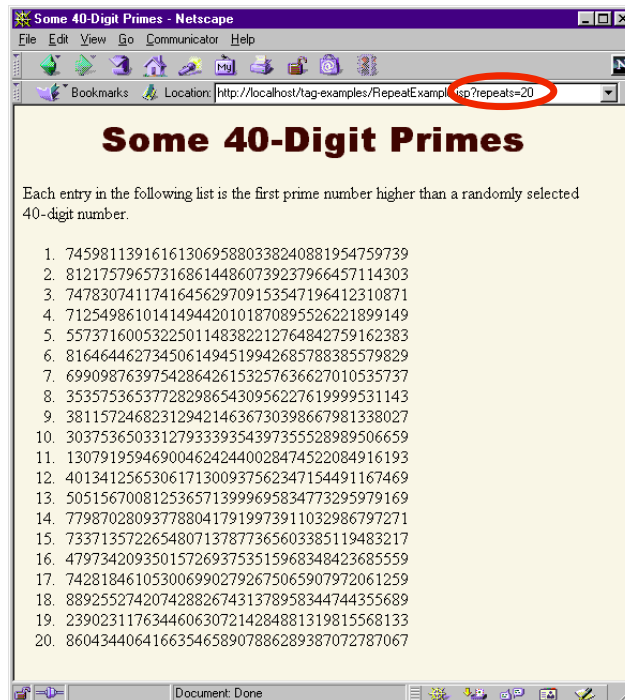 Some 40-Digit Primes - Netscape
File Edit View Go Communicator Help
My
Bookmarks Location: http://localhost/tag-examples/RepeatExample.jsp?repeats=20
Some 40-Digit Primes
Each entry in the following list is the first prime number higher than a randomly selected
40-digit number.
1. 7459811391616130695880338240881954759739
2. 8121757965731686144860739237966457114303
3. 7478307411741645629709153547196412310871
4. 7125498610141494420101870895526221899149
5. 5573716005322501148382212764842759162383
6. 8164644627345061494519942685788385579829
7. 6990987639754286426153257636627010535737
8. 3535753653772829865430956227619999531143
9. 3811572468231294214636730398667981338027
10. 3037536503312793339354397355528989506659
11. 1307919594690046242440028474522084916193
12. 4013412565306171300937562347154491167469
13. 5051567008125365713999695834773295979169
14. 7798702809377880417919973911032986797271
15. 7337135722654807137877365603385119483217
16. 4797342093501572693753515968348423685559
17. 7428184610530069902792675065907972061259
18. 8892552742074288267431378958344744355689
19. 2390231176344606307214284881319815568133
20. 8604344064166354658907886289387072787067
Document: Done